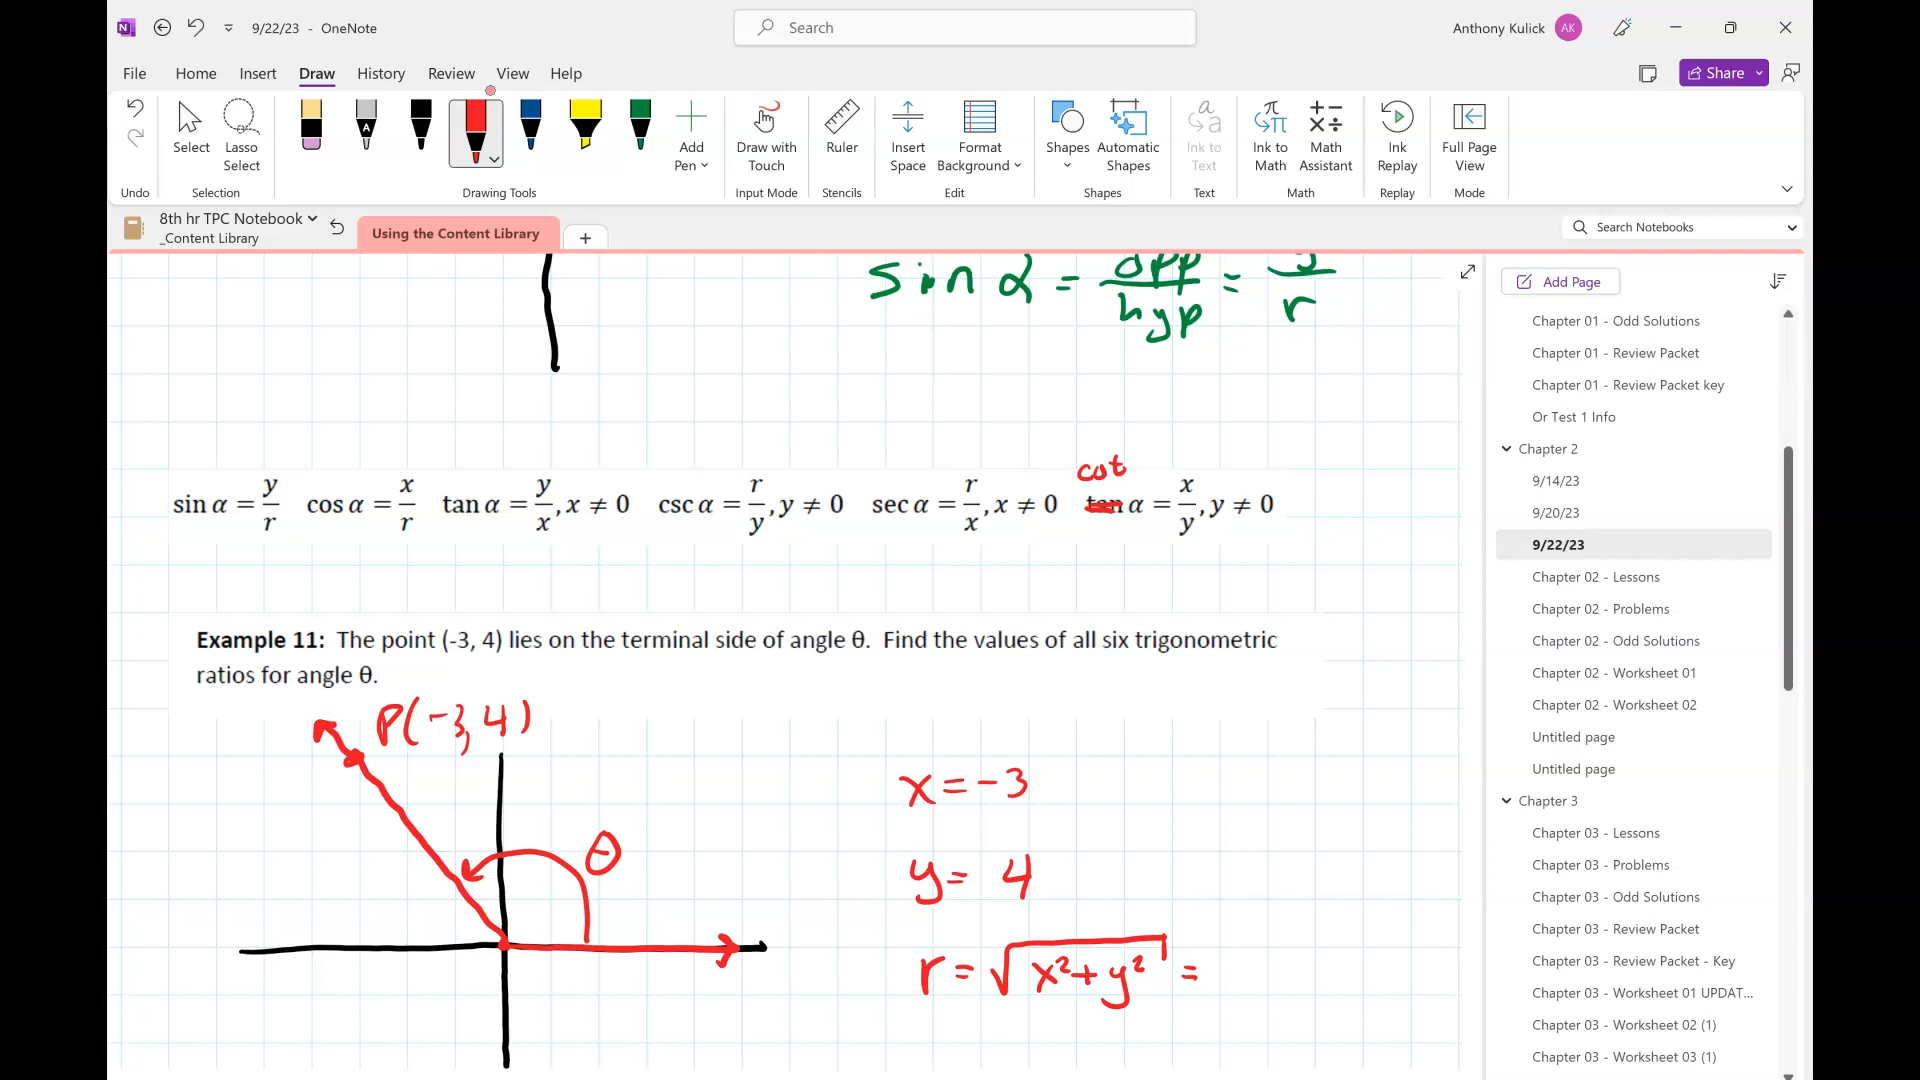 9/22/23 - OneNote
Search
Anthony Kulick AK
File Home Insert Draw History Review View Help
Share
Undo
Select
Lasso Select
Selection
A
Add Pen
Drawing Tools
Draw with Touch
Input Mode
Ruler
Stencils
Insert Space
Format Background
Edit
Shapes
Automatic Shapes
Shapes
Ink to Text
Text
Ink to Math
Math Assistant
Math
Ink Replay
Replay
Full Page View
Mode
8th hr TPC Notebook
_Content Library
Using the Content Library
+
Search Notebooks
sin α = opp/hyp = y/r
cot
sin α = y/r cos α = x/r tan α = y/x, x ≠ 0 csc α = r/y, y ≠ 0 sec α = r/x, x ≠ 0 tan α = x/y, y ≠ 0
Example 11: The point (-3, 4) lies on the terminal side of angle θ. Find the values of all six trigonometric
ratios for angle θ.
P(-3, 4)
θ
x = -3
y = 4
r = √x²+y² =
Add Page
Chapter 01 - Odd Solutions
Chapter 01 - Review Packet
Chapter 01 - Review Packet key
Or Test 1 Info
Chapter 2
9/14/23
9/20/23
9/22/23
Chapter 02 - Lessons
Chapter 02 - Problems
Chapter 02 - Odd Solutions
Chapter 02 - Worksheet 01
Chapter 02 - Worksheet 02
Untitled page
Untitled page
Chapter 3
Chapter 03 - Lessons
Chapter 03 - Problems
Chapter 03 - Odd Solutions
Chapter 03 - Review Packet
Chapter 03 - Review Packet - Key
Chapter 03 - Worksheet 01 UPDAT...
Chapter 03 - Worksheet 02 (1)
Chapter 03 - Worksheet 03 (1)